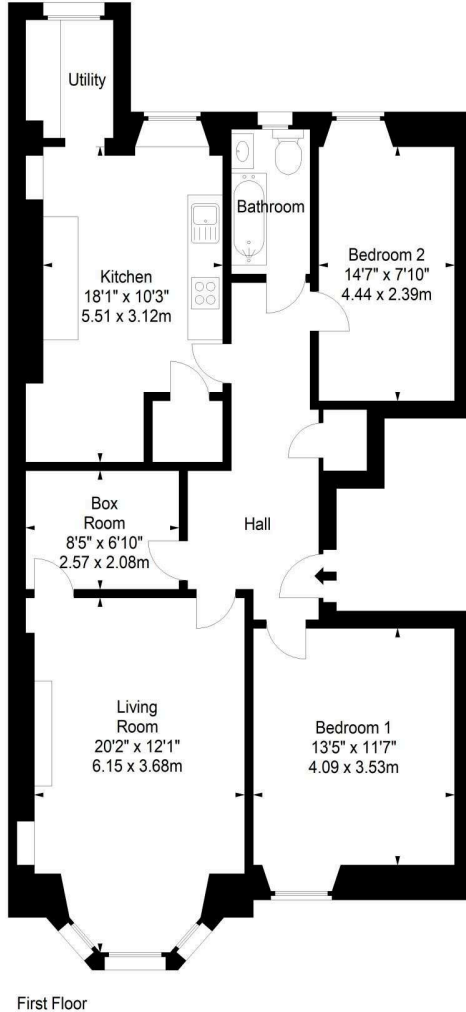 Utility
Bathroom
Bedroom 2
14'7" x 7'10"
4.44 x 2.39m
Kitchen
18'1" x 10'3"
5.51 x 3.12m
Box
Room
8'5" x 6'10"
2.57 x 2.08m
Hall
Living
Room
20'2" x 12'1"
6.15 x 3.68m
Bedroom 1
13'5" x 11'7"
4.09 x 3.53m
First Floor